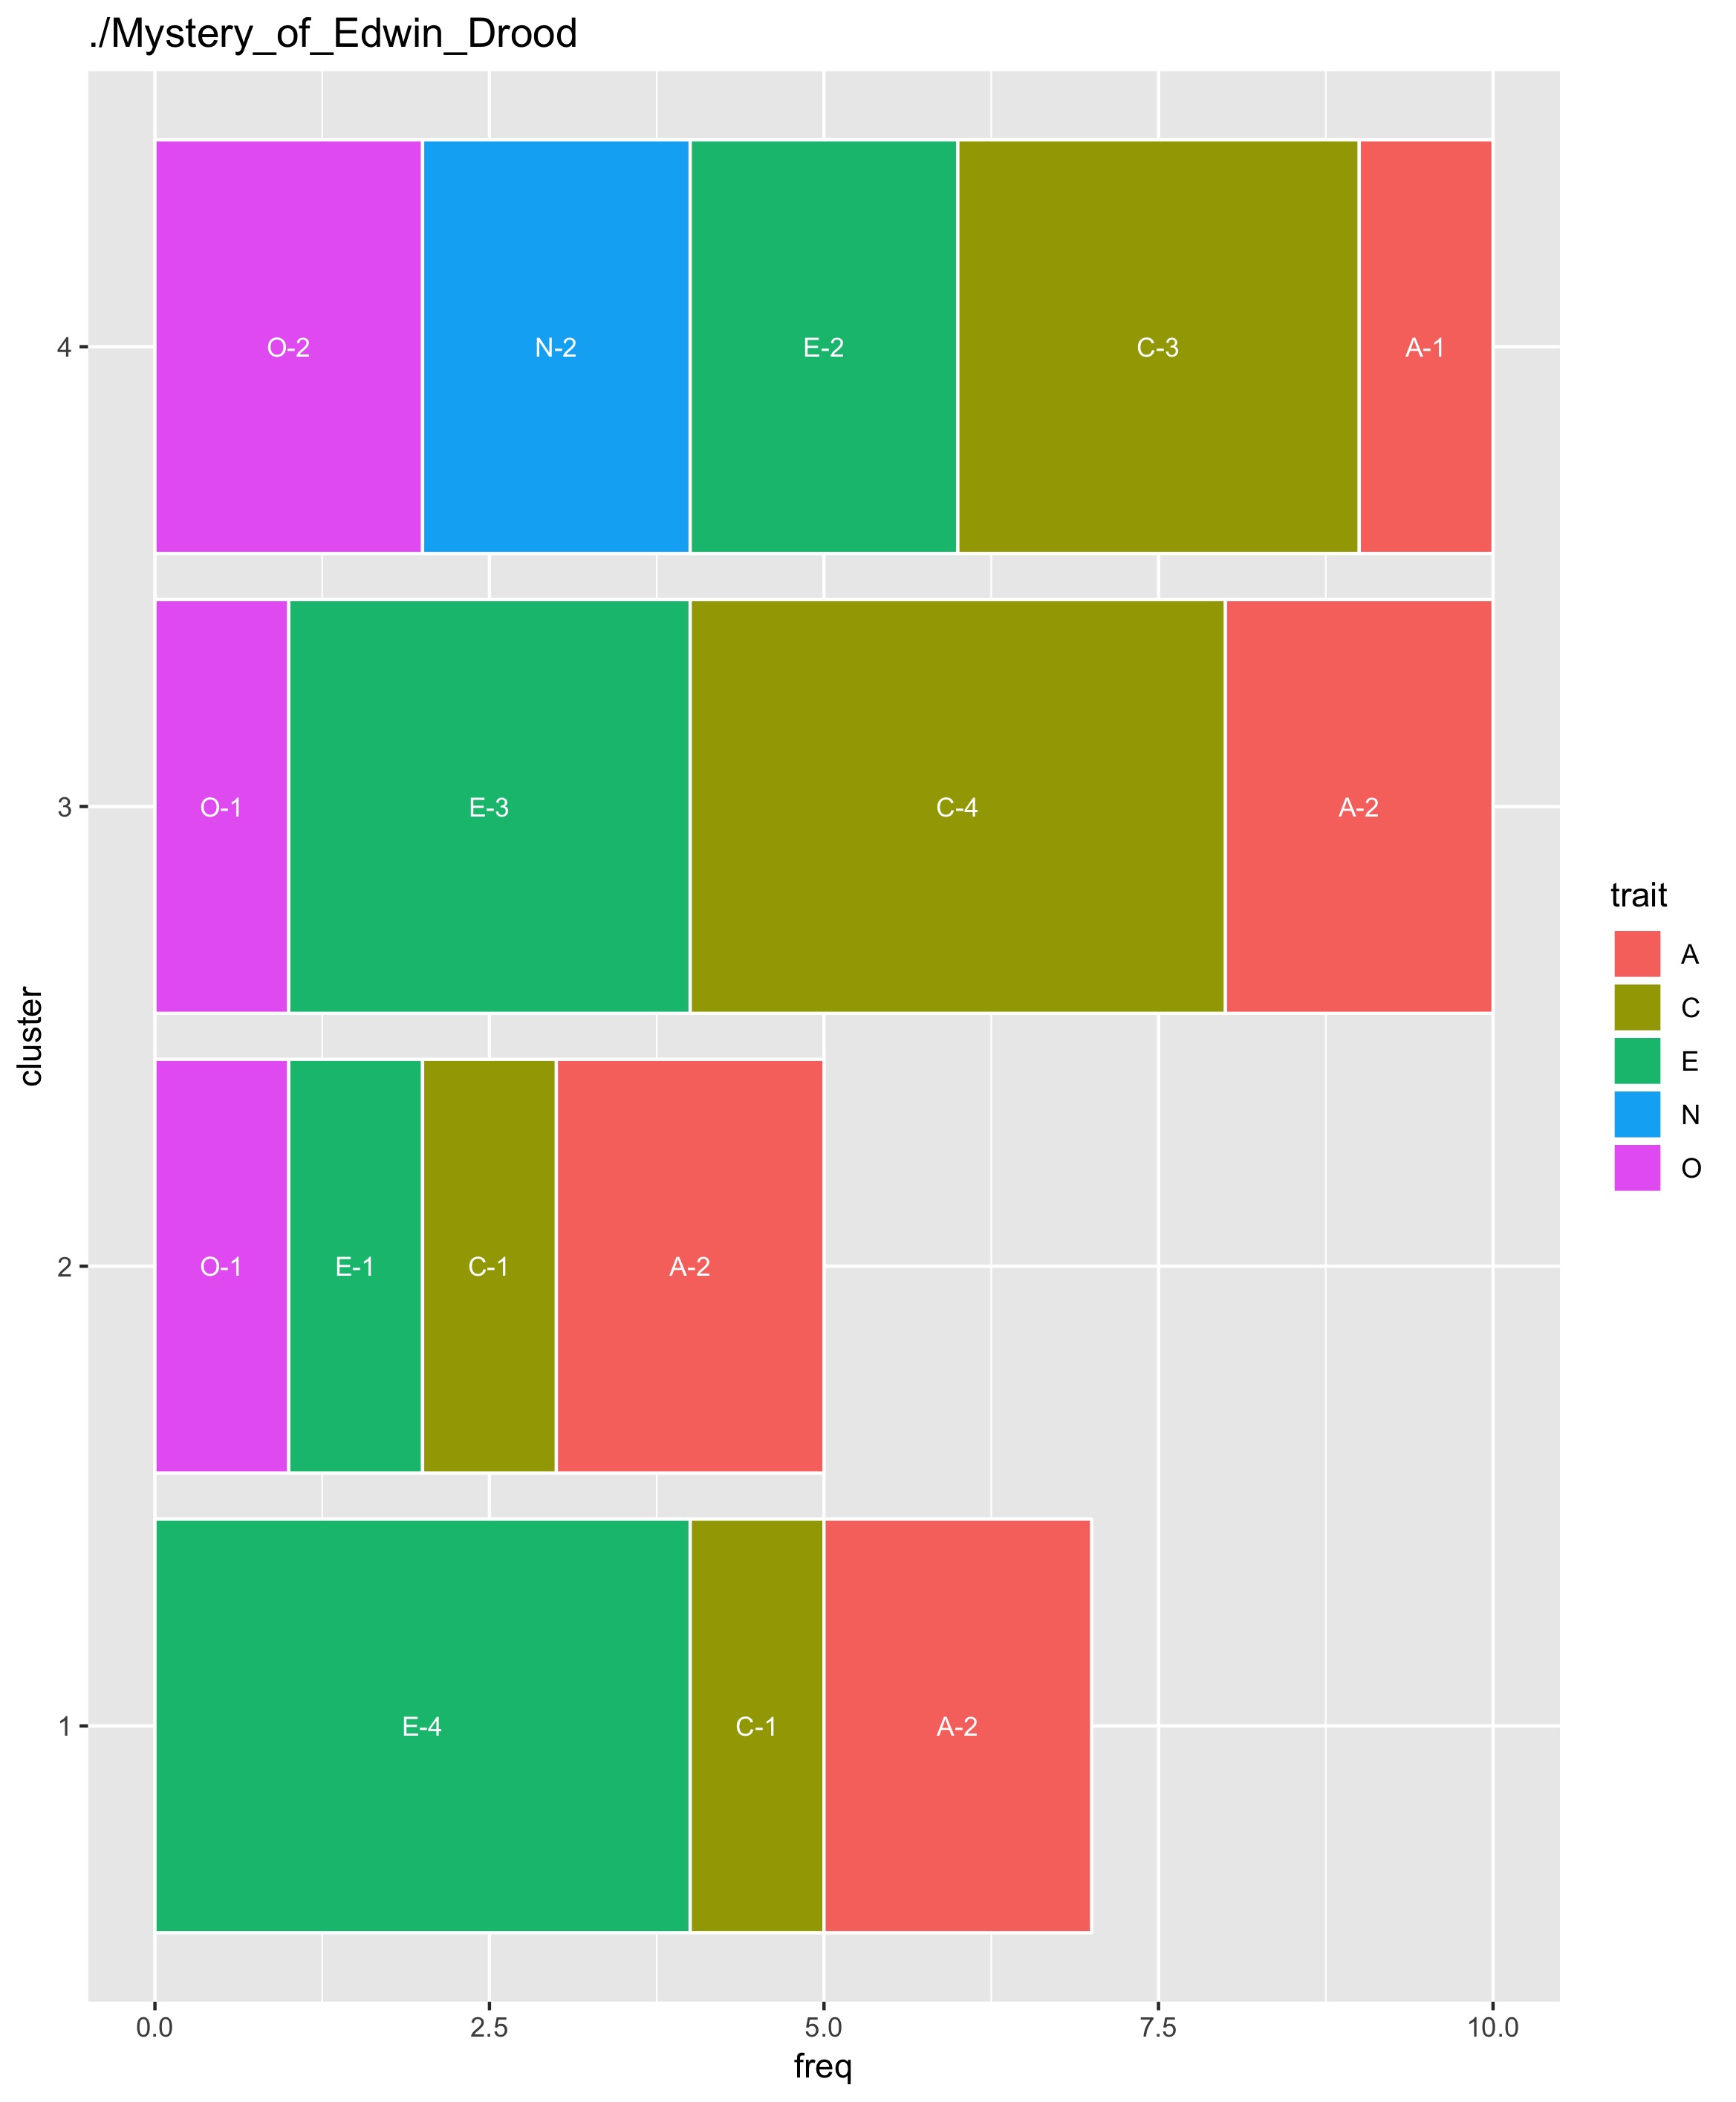 ./Mystery_of_Edwin_Drood
4
O-2 N-2 E-2 C-3 A-1
3
O-1 E-3 C-4 A-2
2
O-1 E-1 C-1 A-2
1
E-4 C-1 A-2
cluster
0.0 2.5 5.0 7.5 10.0
freq
trait
A
C
E
N
O